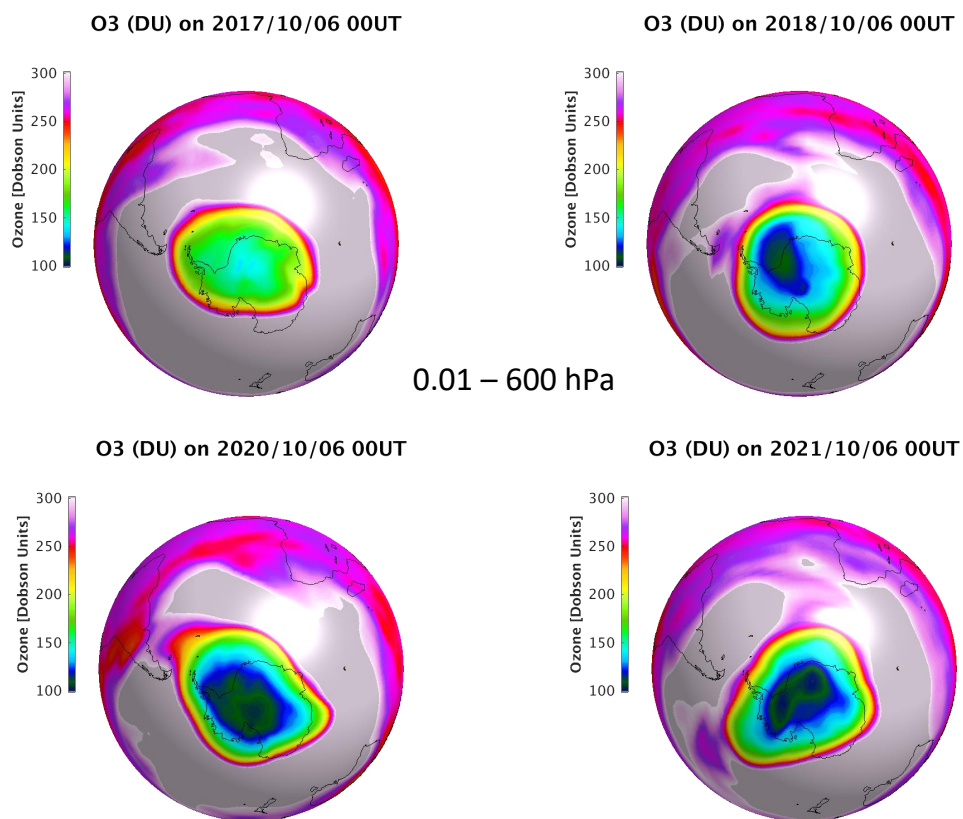 O3 (DU) on 2017/10/06 00UT
Ozone [Dobson Units]
300
250
200
150
100
O3 (DU) on 2018/10/06 00UT
Ozone [Dobson Units]
300
250
200
150
100
0.01 – 600 hPa
O3 (DU) on 2020/10/06 00UT
Ozone [Dobson Units]
300
250
200
150
100
O3 (DU) on 2021/10/06 00UT
Ozone [Dobson Units]
300
250
200
150
100